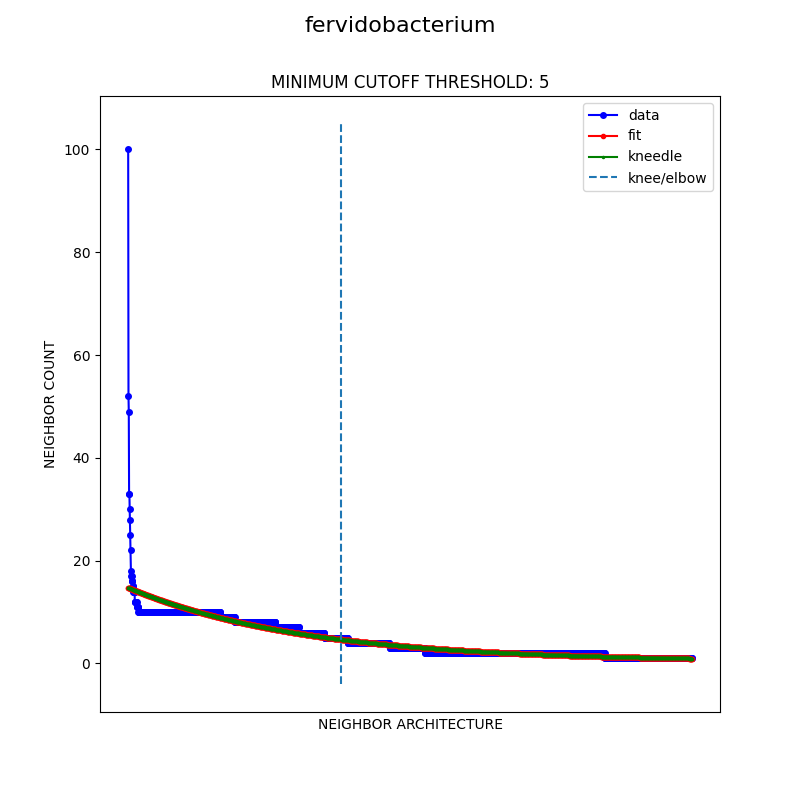 fervidobacterium
MINIMUM CUTOFF THRESHOLD: 5
data
fit
kneedle
knee/elbow
100
80
60
40
20
0
NEIGHBOR COUNT
NEIGHBOR ARCHITECTURE